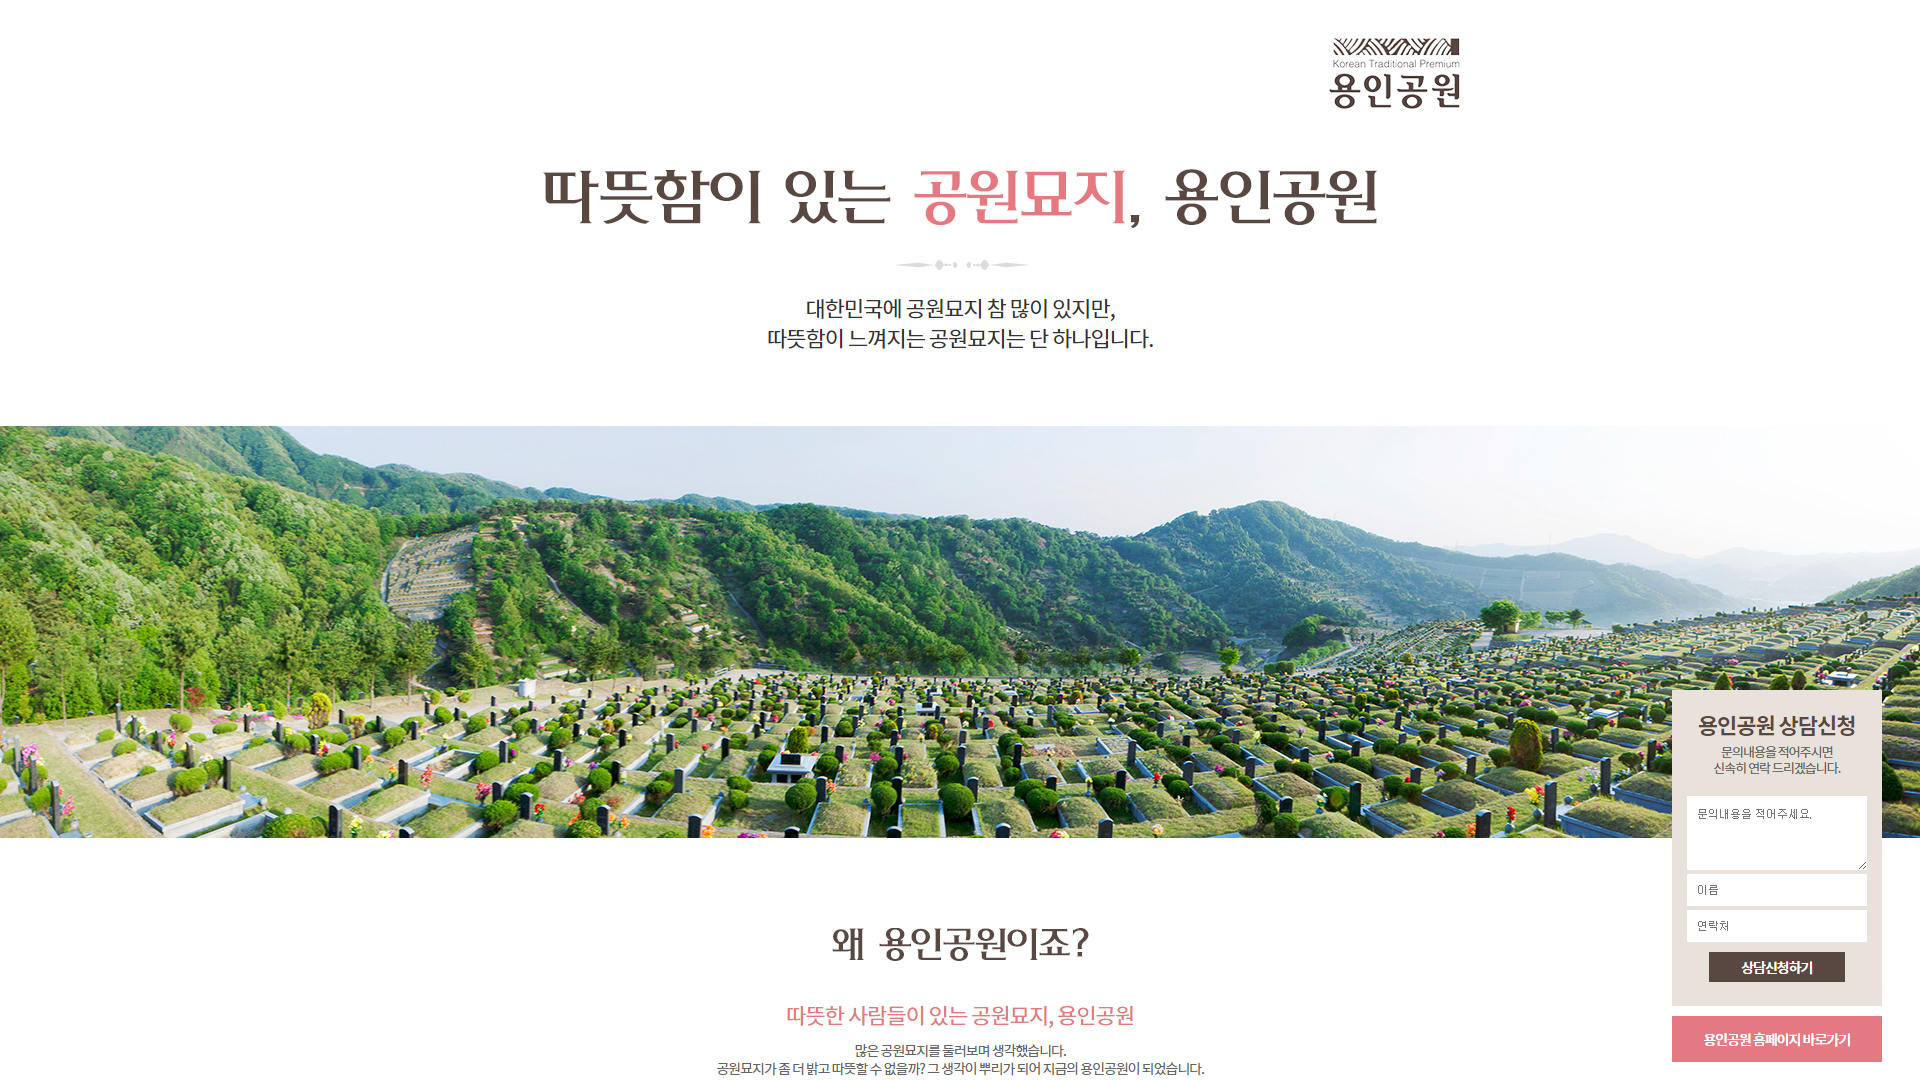 Korean Traditional Premium
용인공원
따뜻함이 있는 공원묘지, 용인공원
대한민국에 공원묘지 참 많이 있지만,
따뜻함이 느껴지는 공원묘지는 단 하나입니다.
용인공원 상담신청
문의내용을 적어주시면
신속히 연락 드리겠습니다.
문의내용을 적어주세요.
이름
연락처
상담신청하기
용인공원 홈페이지 바로가기
왜 용인공원이죠?
따뜻한 사람들이 있는 공원묘지, 용인공원
많은 공원묘지를 둘러보며 생각했습니다.
공원묘지가 좀 더 밝고 따뜻할 수 없을까? 그 생각이 뿌리가 되어 지금의 용인공원이 되었습니다.